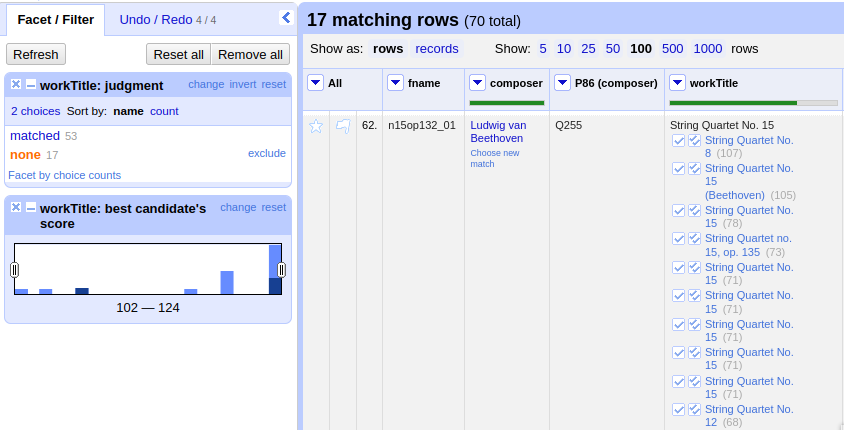 Facet / Filter
Undo / Redo 4 / 4
Refresh
Reset all
Remove all
workTitle: judgment
change invert reset
2 choices Sort by: name count
matched 53
none 17
exclude
Facet by choice counts
workTitle: best candidate's
score
change reset
102 — 124
17 matching rows (70 total)
Show as: rows records
Show: 5 10 25 50 100 500 1000 rows
All
fname
composer
P86 (composer)
workTitle
62.
n15op132_01
Ludwig van
Beethoven
Choose new
match
Q255
String Quartet No. 15
String Quartet No.
8 (107)
String Quartet No.
15
(Beethoven) (105)
String Quartet No.
15 (78)
String Quartet no.
15, op. 135 (73)
String Quartet No.
15 (71)
String Quartet No.
15 (71)
String Quartet No.
15 (71)
String Quartet No.
15 (71)
String Quartet No.
15 (71)
String Quartet No.
12 (68)